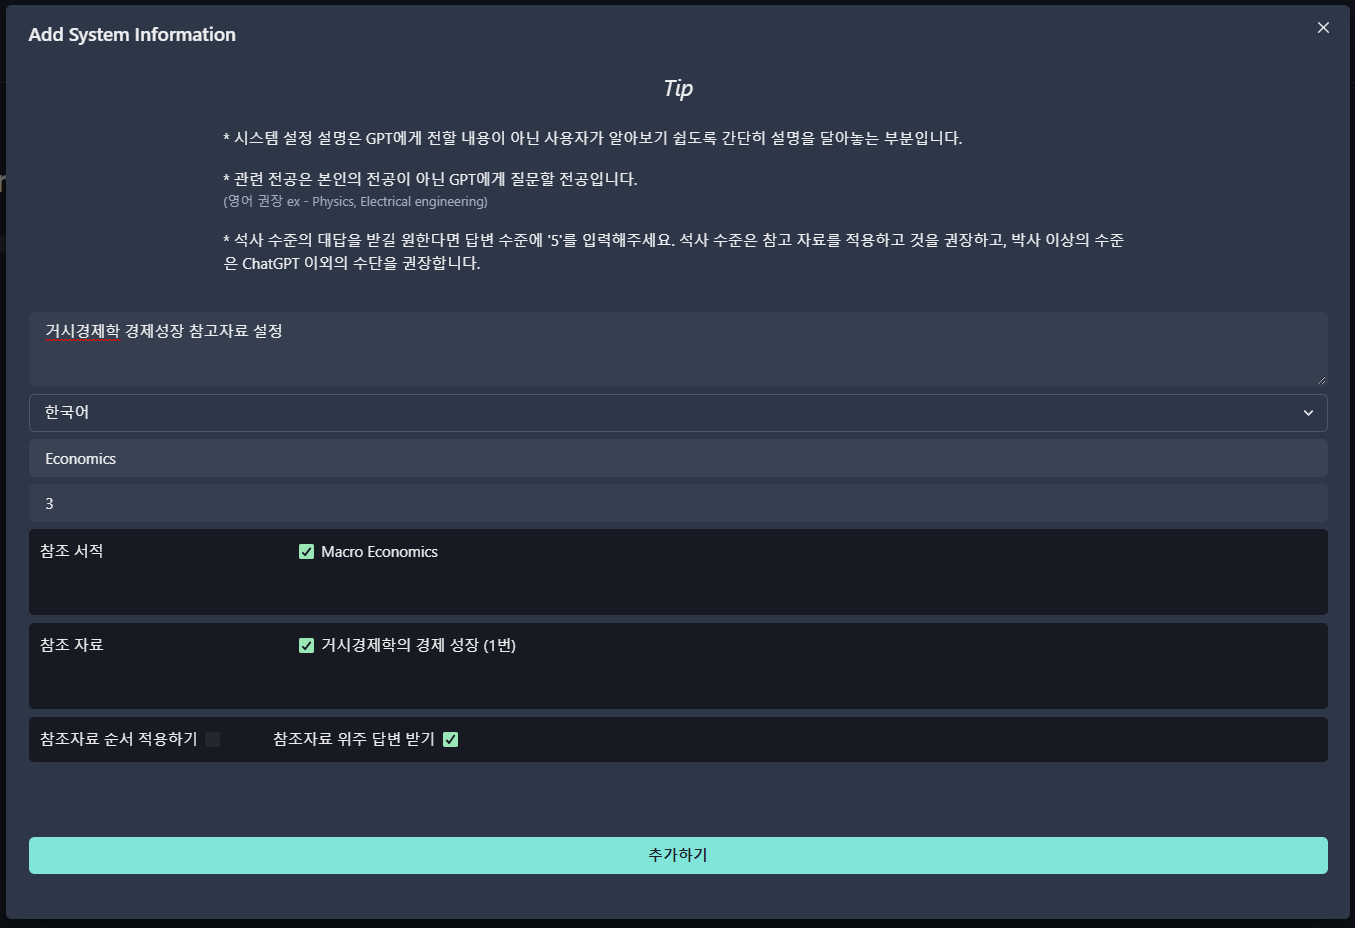 Add System Information
Tip
* 시스템 설정 설명은 GPT에게 전할 내용이 아닌 사용자가 알아보기 쉽도록 간단히 설명을 달아놓는 부분입니다.
* 관련 전공은 본인의 전공이 아닌 GPT에게 질문할 전공입니다.
(영어 권장 ex - Physics, Electrical engineering)
* 석사 수준의 대답을 받길 원한다면 답변 수준에 '5'를 입력해주세요. 석사 수준은 참고 자료를 적용하고 것을 권장하고, 박사 이상의 수준
은 ChatGPT 이외의 수단을 권장합니다.
거시경제학 경제성장 참고자료 설정
한국어
Economics
3
참조 서적
Macro Economics
참조 자료
거시경제학의 경제 성장 (1번)
참조자료 순서 적용하기
참조자료 위주 답변 받기
추가하기